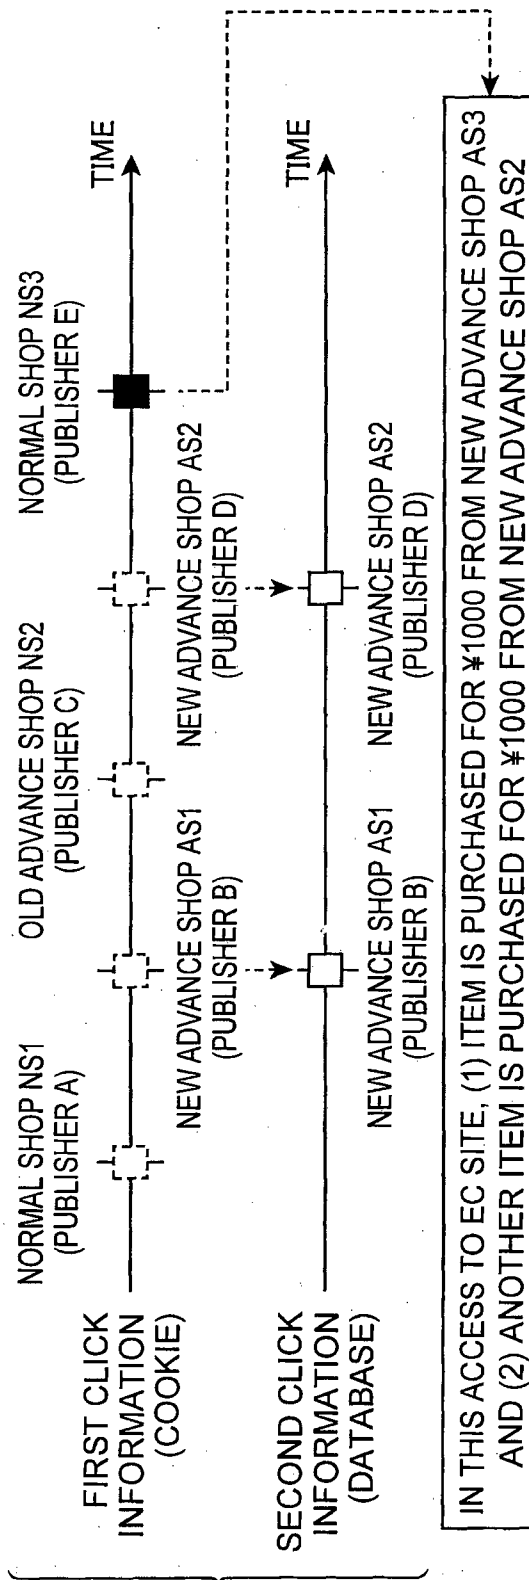 NORMAL SHOP NS1
(PUBLISHER A)
OLD ADVANCE SHOP NS2
(PUBLISHER C)
NORMAL SHOP NS3
(PUBLISHER E)
FIRST CLICK
INFORMATION
(COOKIE)
TIME
NEW ADVANCE SHOP AS1
(PUBLISHER B)
NEW ADVANCE SHOP AS2
(PUBLISHER D)
SECOND CLICK
INFORMATION
(DATABASE)
TIME
NEW ADVANCE SHOP AS1
(PUBLISHER B)
NEW ADVANCE SHOP AS2
(PUBLISHER D)
IN THIS ACCESS TO EC SITE, (1) ITEM IS PURCHASED FOR ¥1000 FROM NEW ADVANCE SHOP AS3
AND (2) ANOTHER ITEM IS PURCHASED FOR ¥1000 FROM NEW ADVANCE SHOP AS2